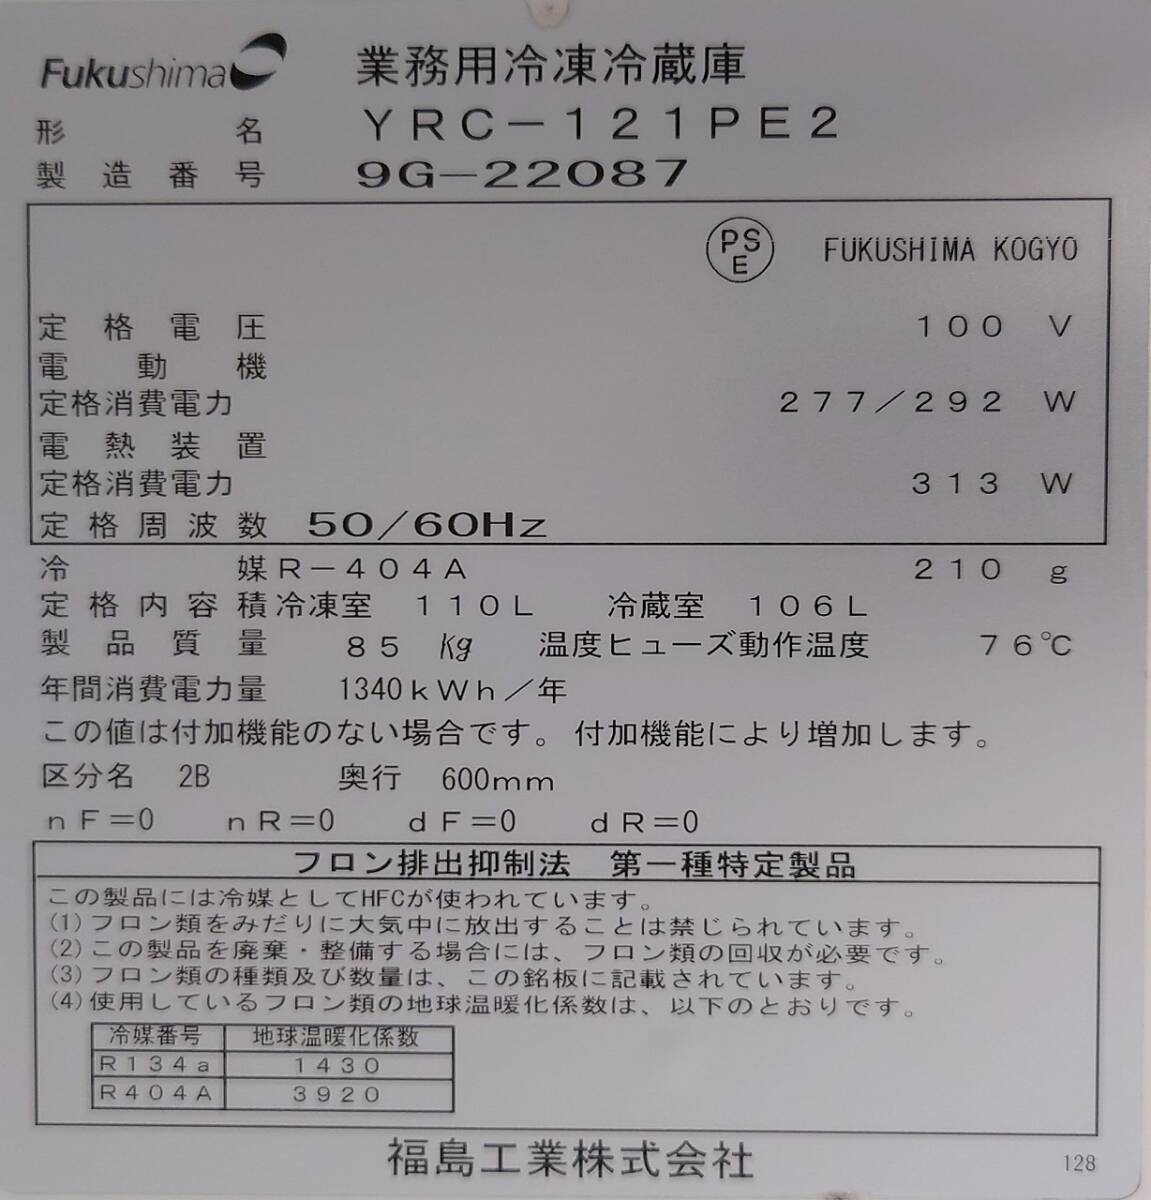 Fukushima 業務用冷凍冷蔵庫
形名 YRC-121PE2
製造番号 9G-22087
PSE FUKUSHIMA KOGYO
定格電圧 100 V
電動機
定格消費電力 277/292 W
電熱装置
定格消費電力 313 W
定格周波数 50/60Hz
冷媒 R-404A 210 g
定格内容積 冷凍室 110L 冷蔵室 106L
製品質量 85 Kg 温度ヒューズ動作温度 76℃
年間消費電力量 1340kWh/年
この値は付加機能のない場合です。付加機能により増加します。
区分名 2B 奥行 600mm
nF=0 nR=0 dF=0 dR=0
フロン排出抑制法 第一種特定製品
この製品には冷媒としてHFCが使われています。
(1)フロン類をみだりに大気中に放出することは禁じられています。
(2)この製品を廃棄・整備する場合には、フロン類の回収が必要です。
(3)フロン類の種類及び数量は、この銘板に記載されています。
(4)使用しているフロン類の地球温暖化係数は、以下のとおりです。
冷媒番号 地球温暖化係数
R134a 1430
R404A 3920
福島工業株式会社 128